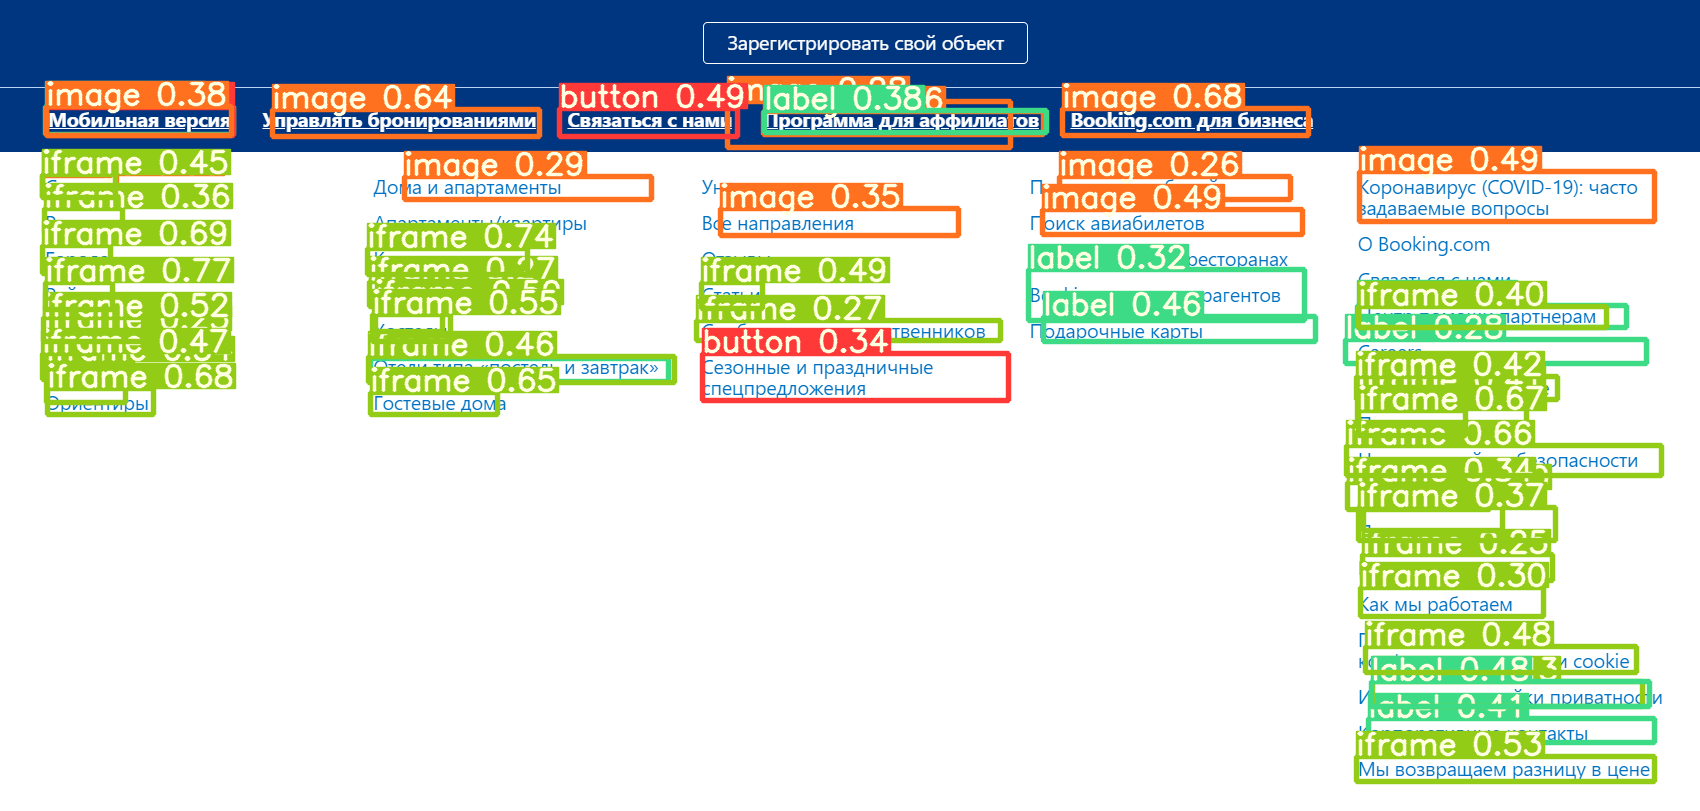 Зарегистрировать свой объект
image 0.38
image 0.64
button 0.49
label 0.386
image 0.68
Мобильная версия
Управлять бронированиями
Связаться с нами
Программа для аффилиатов
Booking.com для бизнеса
iframe 0.45
iframe 0.36
iframe 0.69
iframe 0.77
iframe 0.52
iframe 0.47
iframe 0.68
Ориентиры
image 0.29
Дома и апартаменты
Апартаменты/квартиры
iframe 0.74
iframe 0.27
iframe 0.55
Хостелы
iframe 0.46
Отели типа «постель и завтрак»
iframe 0.65
Гостевые дома
image 0.35
Все направления
Отзывы
iframe 0.49
Статьи
iframe 0.27
button 0.34
Сезонные и праздничные
спецпредложения
image 0.26
image 0.49
Поиск авиабилетов
label 0.32
ресторанах
label 0.46
Подарочные карты
image 0.49
Коронавирус (COVID-19): часто
задаваемые вопросы
О Booking.com
Связаться с нами
iframe 0.40
партнерам
label 0.28
Careers
iframe 0.42
iframe 0.67
iframe 0.66
iframe 0.34
iframe 0.37
iframe 0.25
iframe 0.30
Как мы работаем
iframe 0.48
и cookie
label 0.48
приватности
label 0.41
Корпоративные контакты
iframe 0.53
Мы возвращаем разницу в цене